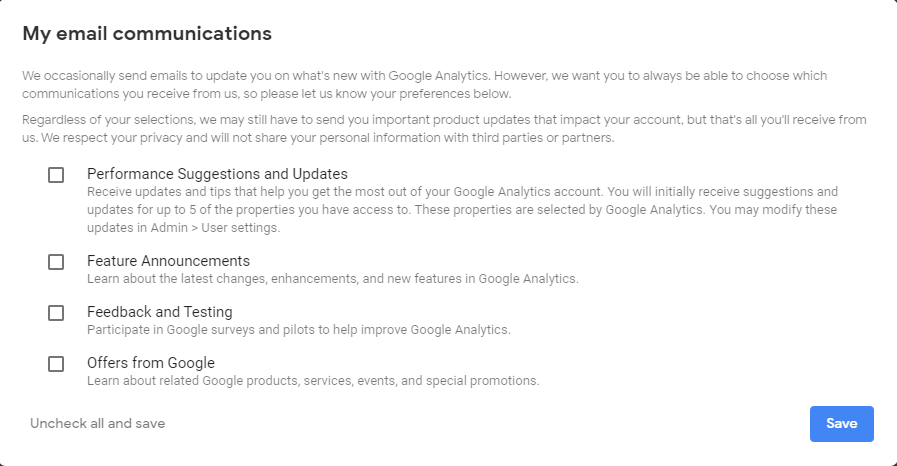 My email communications
We occasionally send emails to update you on what's new with Google Analytics. However, we want you to always be able to choose which
communications you receive from us, so please let us know your preferences below.
Regardless of your selections, we may still have to send you important product updates that impact your account, but that's all you'll receive from
us. We respect your privacy and will not share your personal information with third parties or partners.
Performance Suggestions and Updates
Receive updates and tips that help you get the most out of your Google Analytics account. You will initially receive suggestions and
updates for up to 5 of the properties you have access to. These properties are selected by Google Analytics. You may modify these
updates in Admin > User settings.
Feature Announcements
Learn about the latest changes, enhancements, and new features in Google Analytics.
Feedback and Testing
Participate in Google surveys and pilots to help improve Google Analytics.
Offers from Google
Learn about related Google products, services, events, and special promotions.
Uncheck all and save
Save